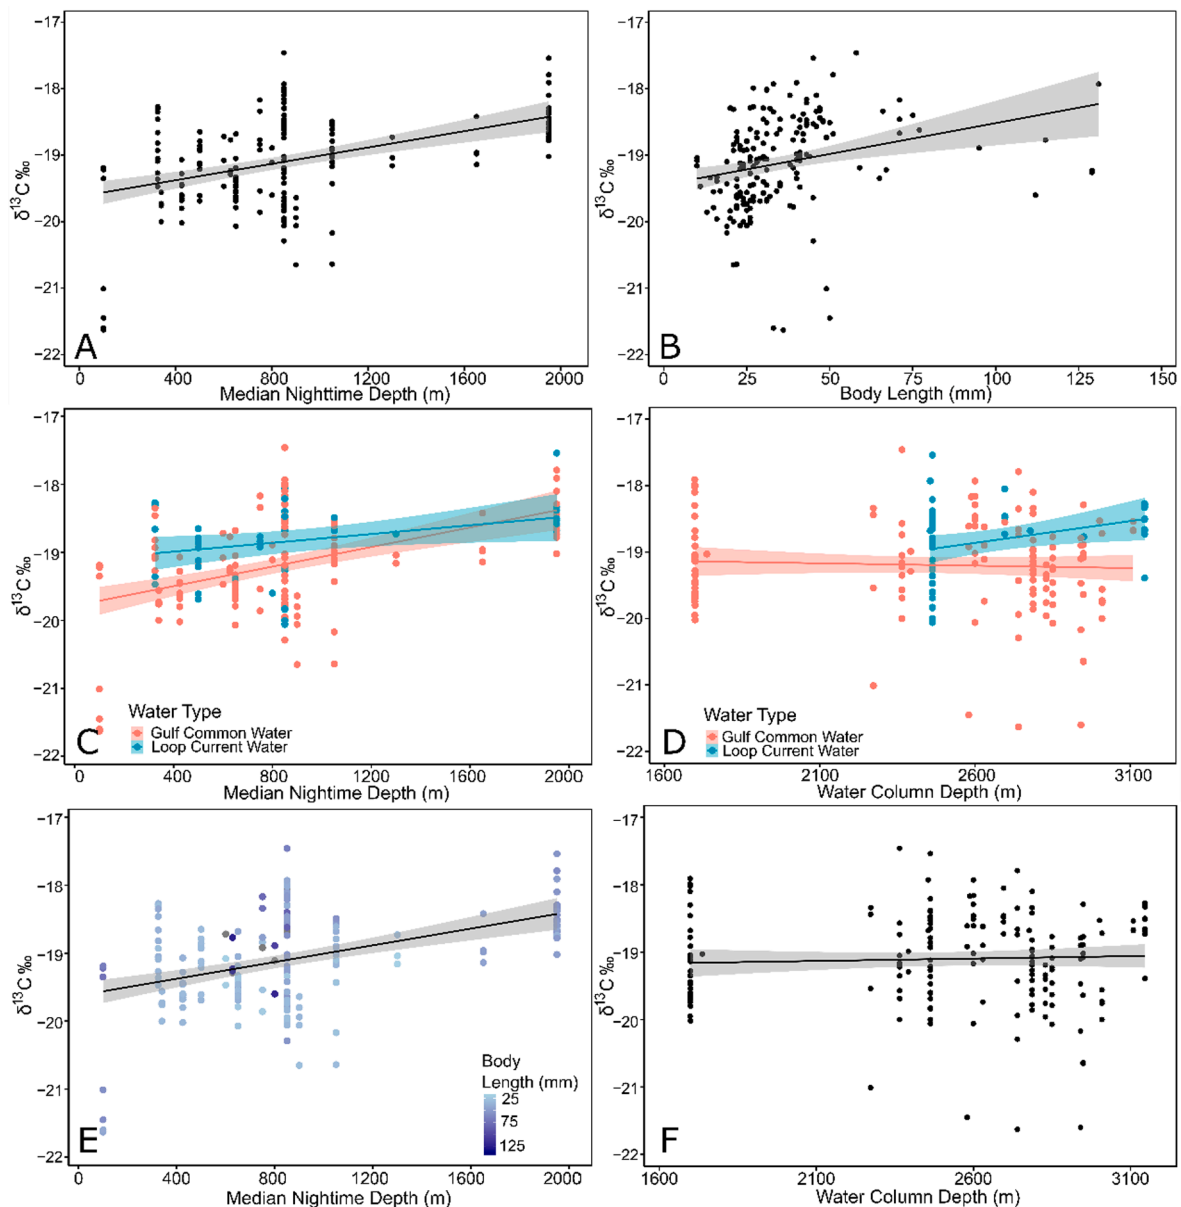 −17
−18
−19
−20
−21
−22
δ13C ‰
A
0 400 800 1200 1600 2000
Median Nighttime Depth (m)
−17
−18
−19
−20
−21
−22
δ13C ‰
B
0 25 50 75 100 125 150
Body Length (mm)
−17
−18
−19
−20
−21
−22
δ13C ‰
C
Water Type
Gulf Common Water
Loop Current Water
400 800 1200 1600 2000
Median Nightime Depth (m)
−17
−18
−19
−20
−21
−22
δ13C ‰
D
Water Type
Gulf Common Water
Loop Current Water
1600 2100 2600 3100
Water Column Depth (m)
−17
−18
−19
−20
−21
−22
δ13C ‰
E
Body
Length (mm)
25
75
125
0 400 800 1200 1600 2000
Median Nightime Depth (m)
−17
−18
−19
−20
−21
−22
δ13C ‰
F
1600 2100 2600 3100
Water Column Depth (m)